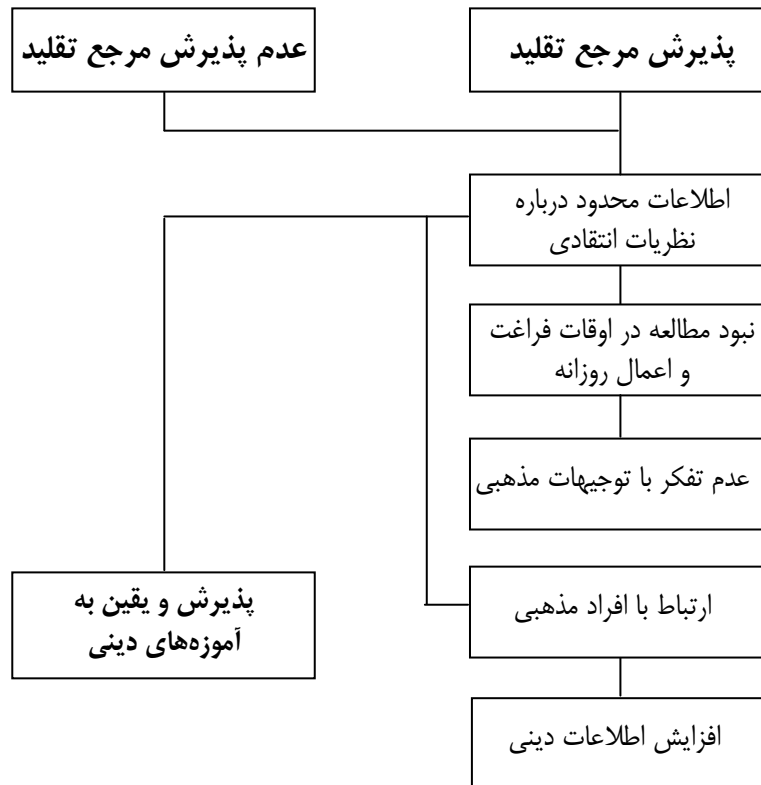 پذیرش مرجع تقلید
عدم پذیرش مرجع تقلید
اطلاعات محدود درباره
نظریات انتقادی
نبود مطالعه در اوقات فراغت
و اعمال روزانه
عدم تفکر با توجیهات مذهبی
ارتباط با افراد مذهبی
پذیرش و یقین به
آموزه‌های دینی
افزایش اطلاعات دینی